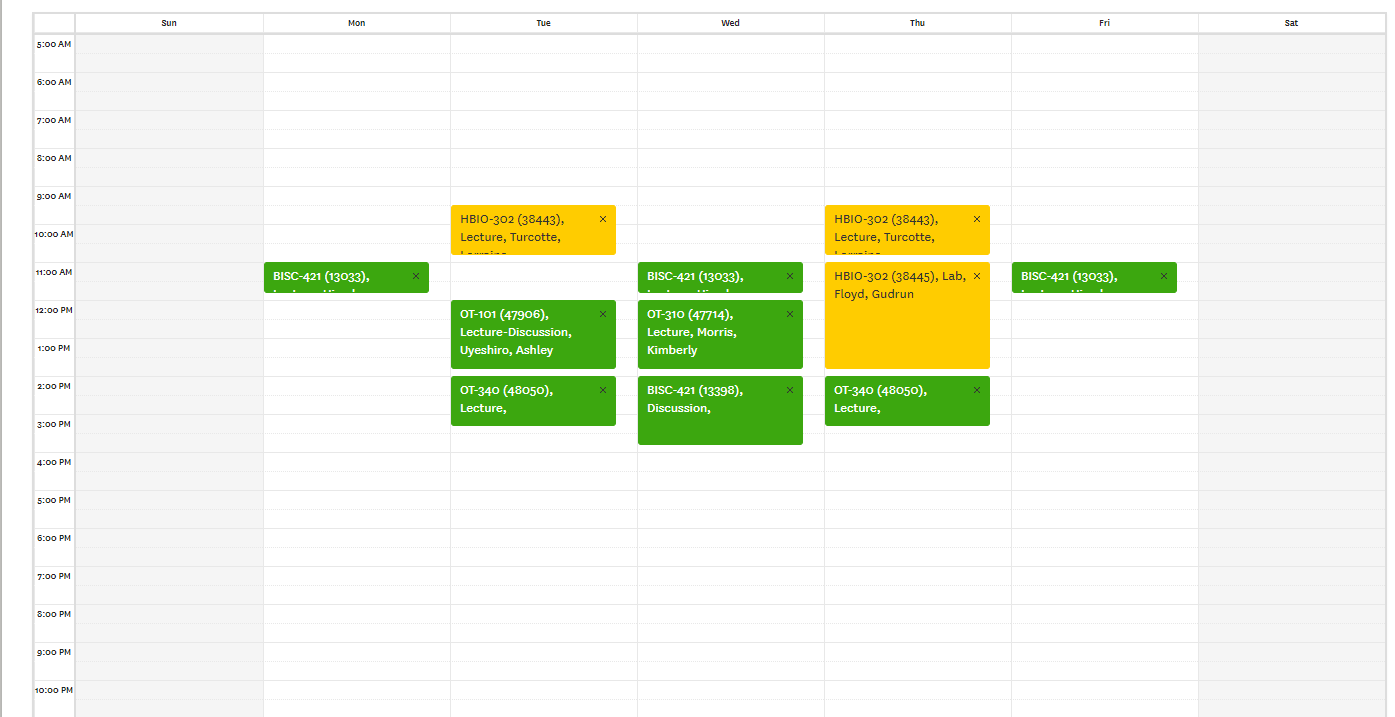 Sun Mon Tue Wed Thu Fri Sat
5:00 AM
6:00 AM
7:00 AM
8:00 AM
9:00 AM
HBIO-302 (38443), ×
Lecture, Turcotte,
HBIO-302 (38443), ×
Lecture, Turcotte,
10:00 AM
11:00 AM
BISC-421 (13033), ×
BISC-421 (13033), ×
HBIO-302 (38445), Lab, ×
Floyd, Gudrun
BISC-421 (13033), ×
12:00 PM
OT-101 (47906), ×
Lecture-Discussion,
Uyeshiro, Ashley
OT-310 (47714), ×
Lecture, Morris,
Kimberly
1:00 PM
2:00 PM
OT-340 (48050), ×
Lecture,
BISC-421 (13398), ×
Discussion,
OT-340 (48050), ×
Lecture,
3:00 PM
4:00 PM
5:00 PM
6:00 PM
7:00 PM
8:00 PM
9:00 PM
10:00 PM